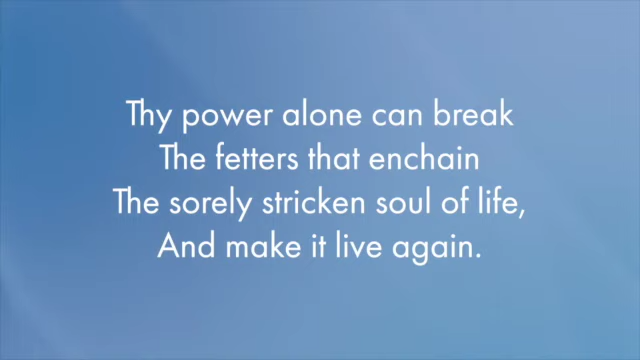 Thy power alone can break
The fetters that enchain
The sorely stricken soul of life,
And make it live again.